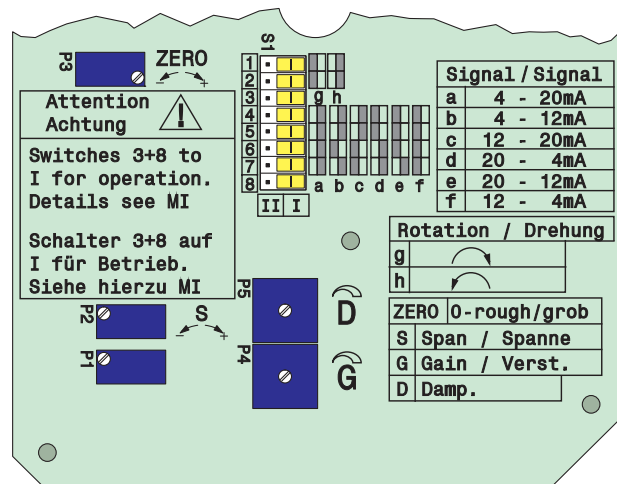 P3
ZERO
- +
S1
1
2
3
4
5
6
7
8
g h
a b c d e f
II I
Attention
Achtung
!
Switches 3+8 to
I for operation.
Details see MI
Schalter 3+8 auf
I für Betrieb.
Siehe hierzu MI
Signal / Signal
a 4 - 20mA
b 4 - 12mA
c 12 - 20mA
d 20 - 4mA
e 20 - 12mA
f 12 - 4mA
Rotation / Drehung
g
h
P2
S
- +
P1
P5
D
P4
G
ZERO 0-rough/grob
S Span / Spanne
G Gain / Verst.
D Damp.